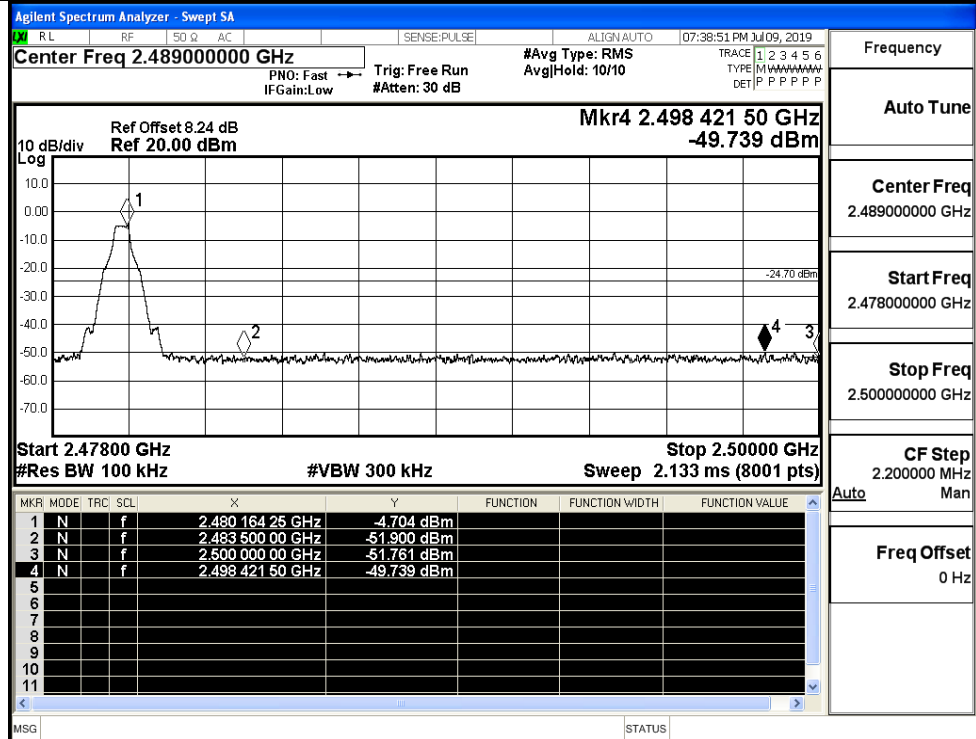 Agilent Spectrum Analyzer - Swept SA
LXI RL RF 50 Ω AC SENSE:PULSE ALIGN AUTO 07:38:51 PM Jul 09, 2019
Center Freq 2.489000000 GHz
PNO: Fast
IFGain:Low
Trig: Free Run
#Atten: 30 dB
#Avg Type: RMS
Avg|Hold: 10/10
TRACE 1 2 3 4 5 6
TYPE M W W W W W
DET P P P P P P
Mkr4 2.498 421 50 GHz
-49.739 dBm
Ref Offset 8.24 dB
10 dB/div Ref 20.00 dBm
Log
10.0
0.00
-10.0
-20.0
-30.0
-40.0
-50.0
-60.0
-70.0
1
2
4
3
-24.70 dBm
Start 2.47800 GHz Stop 2.50000 GHz
#Res BW 100 kHz #VBW 300 kHz Sweep 2.133 ms (8001 pts)
MKR MODE TRC SCL X Y FUNCTION FUNCTION WIDTH FUNCTION VALUE
1 N f 2.480 164 25 GHz -4.704 dBm
2 N f 2.483 500 00 GHz -51.900 dBm
3 N f 2.500 000 00 GHz -51.761 dBm
4 N f 2.498 421 50 GHz -49.739 dBm
5
6
7
8
9
10
11
MSG STATUS
Frequency
Auto Tune
Center Freq
2.489000000 GHz
Start Freq
2.478000000 GHz
Stop Freq
2.500000000 GHz
CF Step
2.200000 MHz
Auto Man
Freq Offset
0 Hz